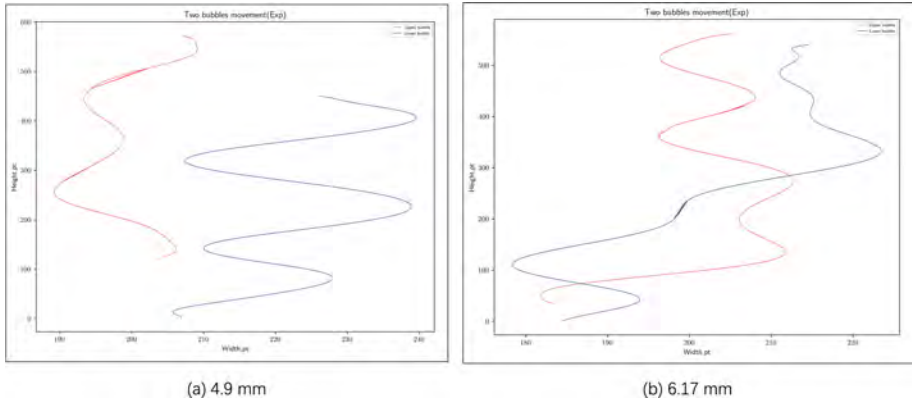 Two bubbles movement(Exp)
Upper bubble
Lower bubble
600
500
400
300
200
100
0
Height,pt
190 200 210 220 230 240
Width,pt
(a) 4.9 mm
Two bubbles movement(Exp)
Upper bubble
Lower bubble
500
400
300
200
100
0
Height,pt
180 190 200 210 220
Width,pt
(b) 6.17 mm